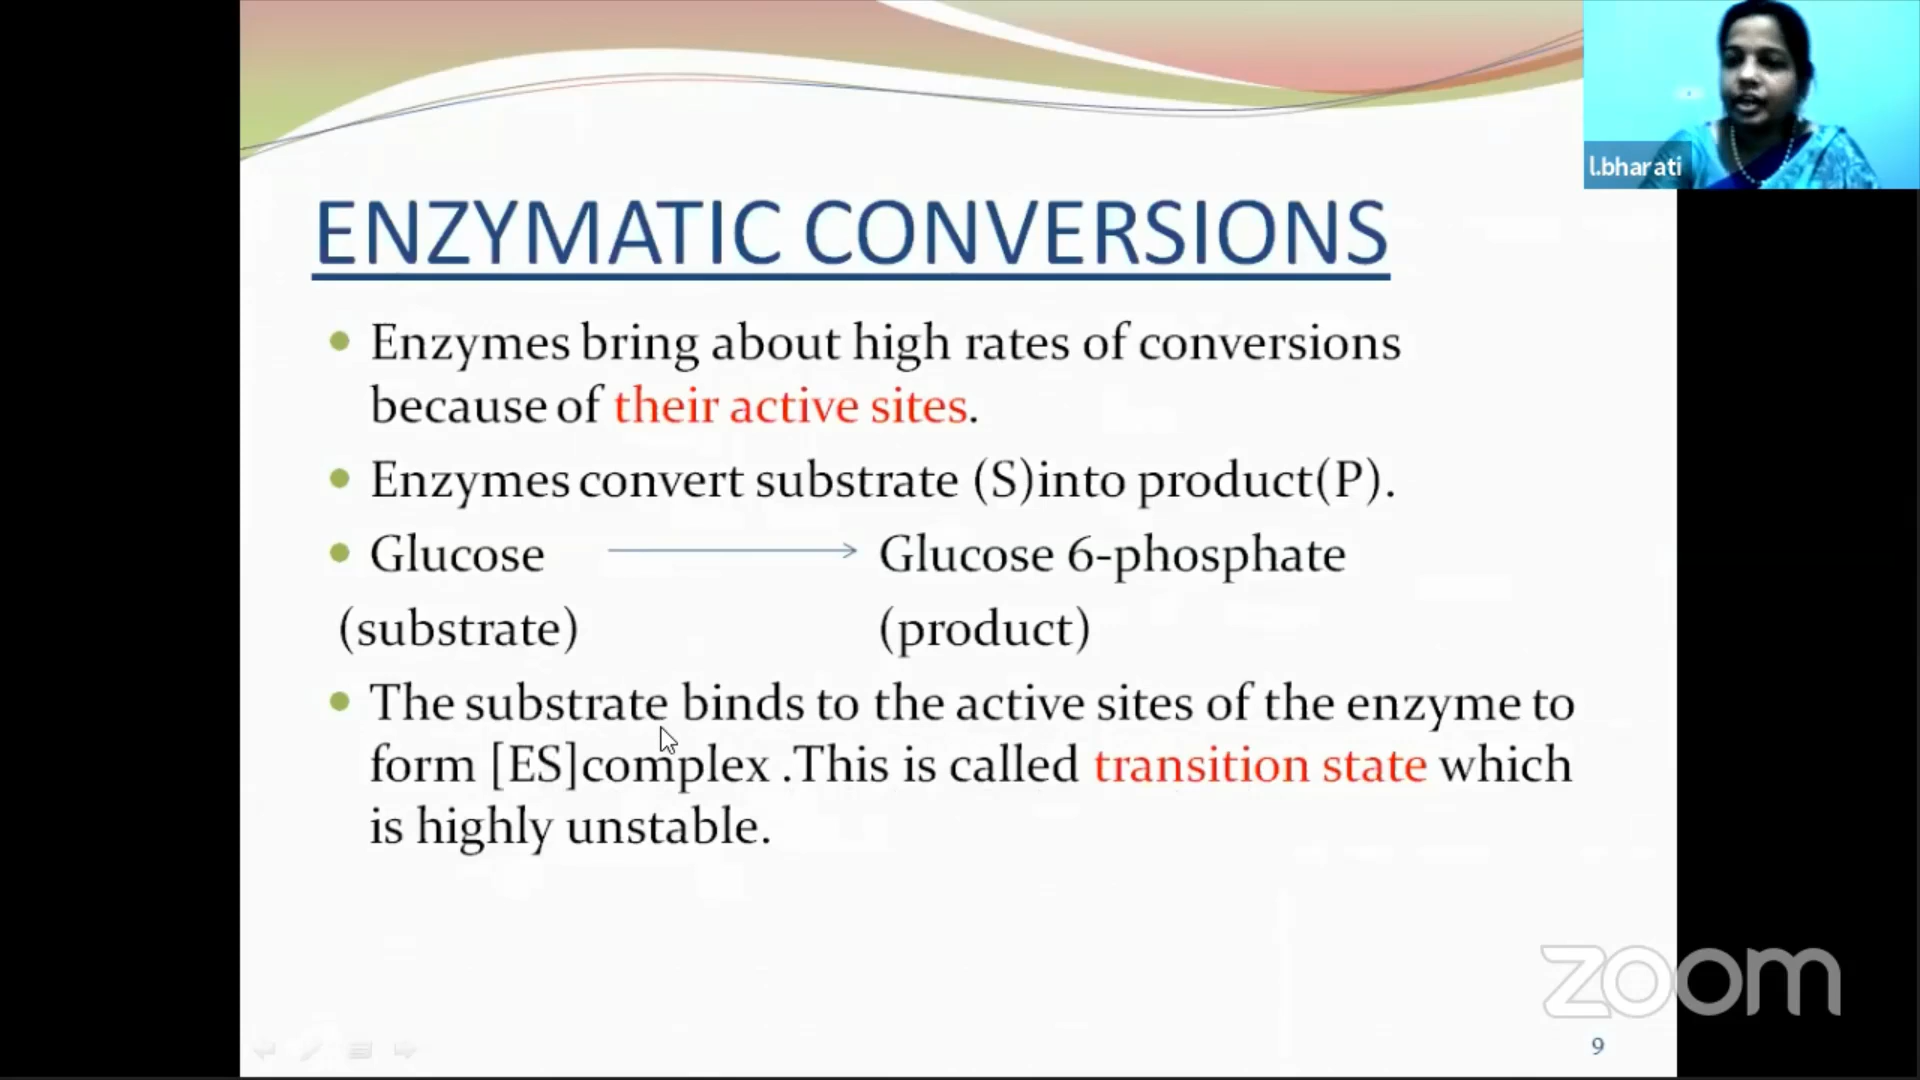 l.bharati
ENZYMATIC CONVERSIONS
Enzymes bring about high rates of conversions
because of their active sites.
Enzymes convert substrate (S)into product(P).
Glucose Glucose 6-phosphate
(substrate) (product)
The substrate binds to the active sites of the enzyme to
form [ES]complex .This is called transition state which
is highly unstable.
zoom
9